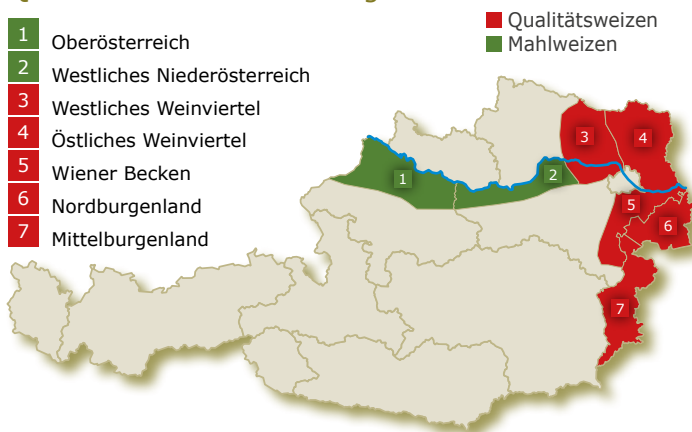 Qualitätsweizen
Mahlweizen
1 Oberösterreich
2 Westliches Niederösterreich
3 Westliches Weinviertel
4 Östliches Weinviertel
5 Wiener Becken
6 Nordburgenland
7 Mittelburgenland
3
4
1
2
5
6
7